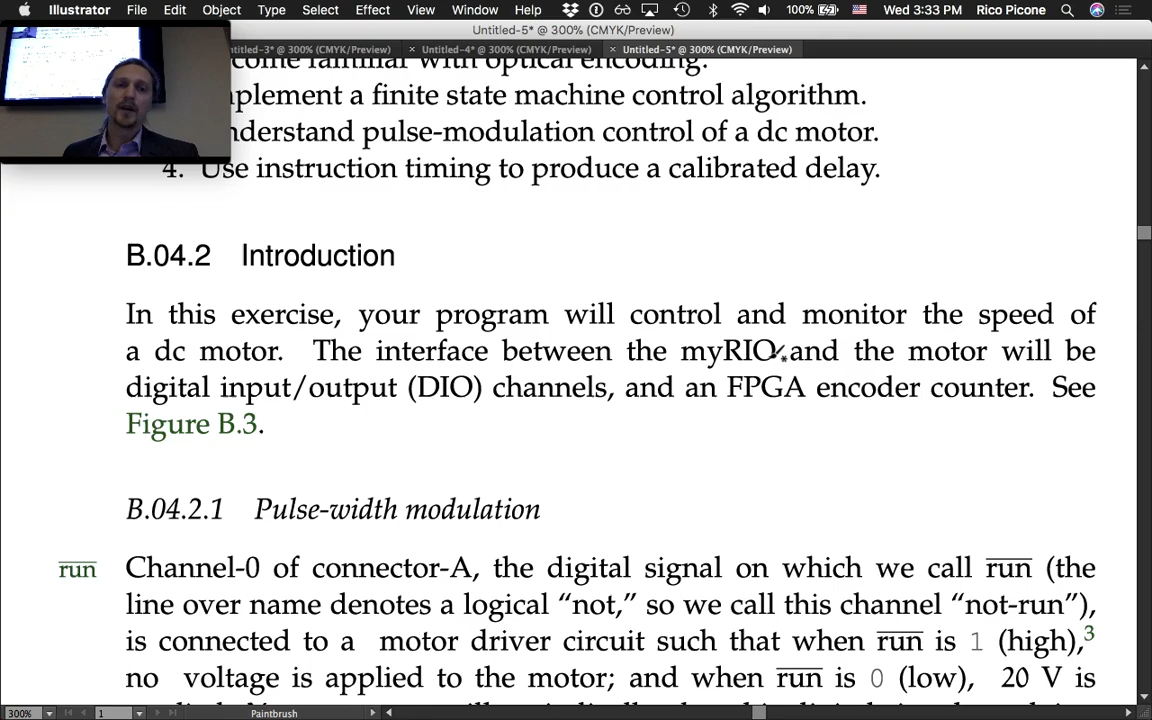 Illustrator File Edit Object Type Select Effect View Window Help 100% Wed 3:33 PM Rico Picone
Untitled-5* @ 300% (CMYK/Preview)
ntitled-3* @ 300% (CMYK/Preview) × Untitled-4* @ 300% (CMYK/Preview) × Untitled-5* @ 300% (CMYK/Preview)
come familiar with optical encoding.
plement a finite state machine control algorithm.
nderstand pulse-modulation control of a dc motor.
4. Use instruction timing to produce a calibrated delay.
B.04.2 Introduction
In this exercise, your program will control and monitor the speed of
a dc motor. The interface between the myRIO and the motor will be
digital input/output (DIO) channels, and an FPGA encoder counter. See
Figure B.3.
B.04.2.1 Pulse-width modulation
run Channel-0 of connector-A, the digital signal on which we call run (the
line over name denotes a logical “not,” so we call this channel “not-run”),
is connected to a motor driver circuit such that when run is 1 (high),3
no voltage is applied to the motor; and when run is 0 (low), 20 V is
300% 1 Paintbrush